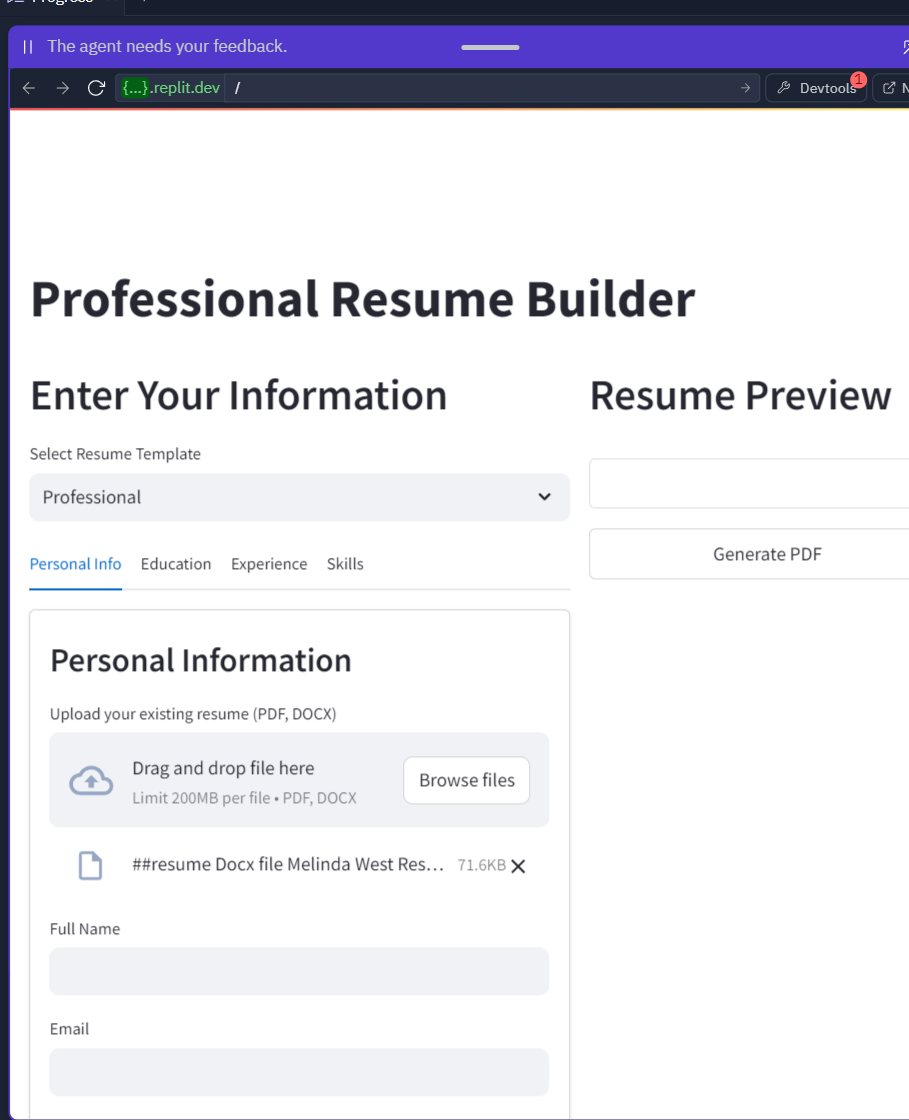 Progress
The agent needs your feedback.
{...}.replit.dev /
Devtools 1
N
Professional Resume Builder
Enter Your Information
Resume Preview
Select Resume Template
Professional
Personal Info Education Experience Skills
Generate PDF
Personal Information
Upload your existing resume (PDF, DOCX)
Drag and drop file here
Limit 200MB per file • PDF, DOCX
Browse files
##resume Docx file Melinda West Res... 71.6KB
Full Name
Email